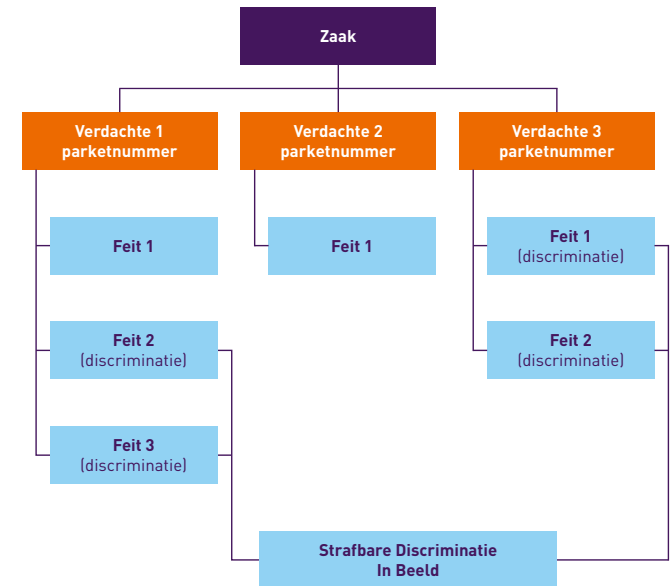 Zaak
Verdachte 1
parketnummer
Verdachte 2
parketnummer
Verdachte 3
parketnummer
Feit 1
Feit 1
Feit 1
(discriminatie)
Feit 2
(discriminatie)
Feit 2
(discriminatie)
Feit 3
(discriminatie)
Strafbare Discriminatie
In Beeld